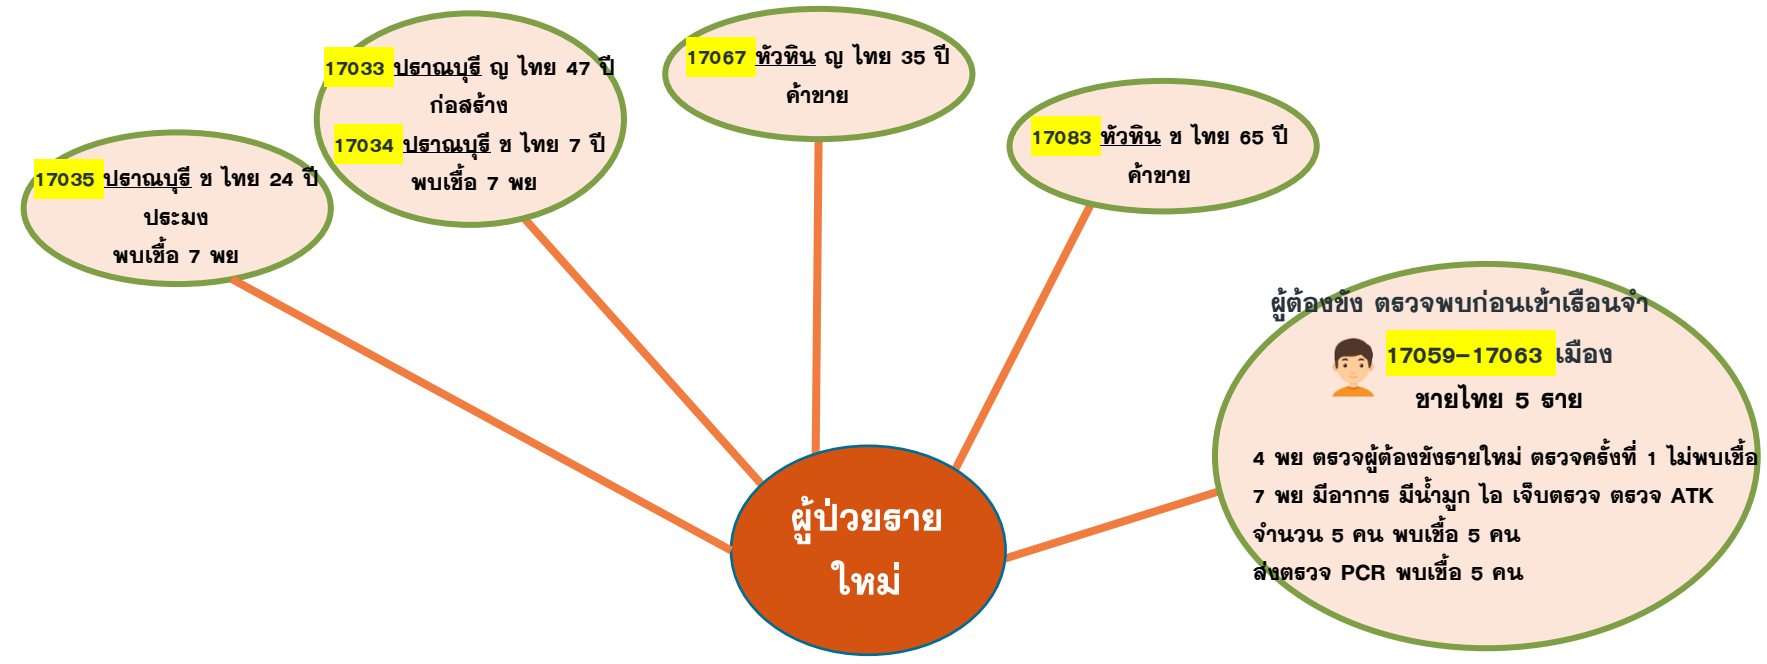 17035 ปราณบุรี ช ไทย 24 ปี
ประมง
พบเชื้อ 7 พย
17033 ปราณบุรี ญ ไทย 47 ปี
ก่อสร้าง
17034 ปราณบุรี ช ไทย 7 ปี
พบเชื้อ 7 พย
17067 หัวหิน ญ ไทย 35 ปี
ค้าขาย
17083 หัวหิน ช ไทย 65 ปี
ค้าขาย
ผู้ต้องขัง ตรวจพบก่อนเข้าเรือนจำ
17059–17063 เมือง
ชายไทย 5 ราย
4 พย ตรวจผู้ต้องขังรายใหม่ ตรวจครั้งที่ 1 ไม่พบเชื้อ
7 พย มีอาการ มีน้ำมูก ไอ เจ็บตรวจ ตรวจ ATK
จำนวน 5 คน พบเชื้อ 5 คน
ส่งตรวจ PCR พบเชื้อ 5 คน
ผู้ป่วยราย
ใหม่